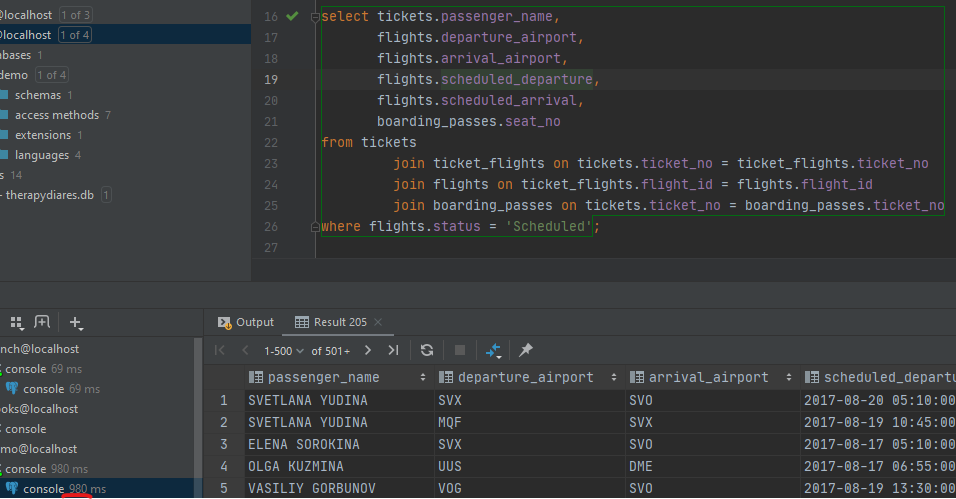 @localhost 1 of 3
@localhost 1 of 4
abases 1
demo 1 of 4
schemas 1
access methods 7
extensions 1
languages 4
s 14
- therapydiares.db 1
16 select tickets.passenger_name,
17 flights.departure_airport,
18 flights.arrival_airport,
19 flights.scheduled_departure,
20 flights.scheduled_arrival,
21 boarding_passes.seat_no
22 from tickets
23 join ticket_flights on tickets.ticket_no = ticket_flights.ticket_no
24 join flights on ticket_flights.flight_id = flights.flight_id
25 join boarding_passes on tickets.ticket_no = boarding_passes.ticket_no
26 where flights.status = 'Scheduled';
27
nch@localhost
console 69 ms
console 69 ms
oks@localhost
console
mo@localhost
console 980 ms
console 980 ms
Output Result 205
1-500 of 501+
passenger_name departure_airport arrival_airport scheduled_departu
1 SVETLANA YUDINA SVX SVO 2017-08-20 05:10:00
2 SVETLANA YUDINA MQF SVX 2017-08-19 10:45:00
3 ELENA SOROKINA SVX SVO 2017-08-17 05:10:00
4 OLGA KUZMINA UUS DME 2017-08-17 06:55:00
5 VASILIY GORBUNOV VOG SVO 2017-08-19 13:30:00